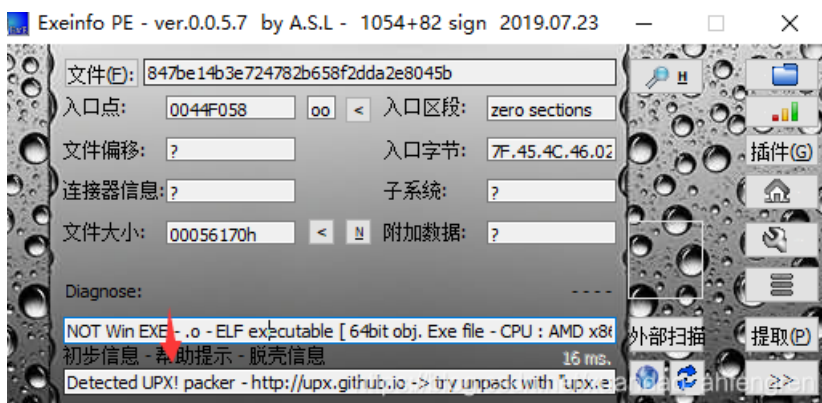 Exeinfo PE - ver.0.0.5.7 by A.S.L - 1054+82 sign 2019.07.23
文件(F): 847be14b3e724782b658f2dda2e8045b
H
入口点: 0044F058 oo < 入口区段: zero sections
文件偏移: ? 入口字节: 7F.45.4C.46.02 插件(G)
连接器信息: ? 子系统: ?
文件大小: 00056170h < N 附加数据: ?
Diagnose: - - - -
NOT Win EXE - .o - ELF executable [ 64bit obj. Exe file - CPU : AMD x86 外部扫描 提取(P)
初步信息 - 帮助提示 - 脱壳信息 16 ms.
Detected UPX! packer - http://upx.github.io -> try unpack with "upx.e >>